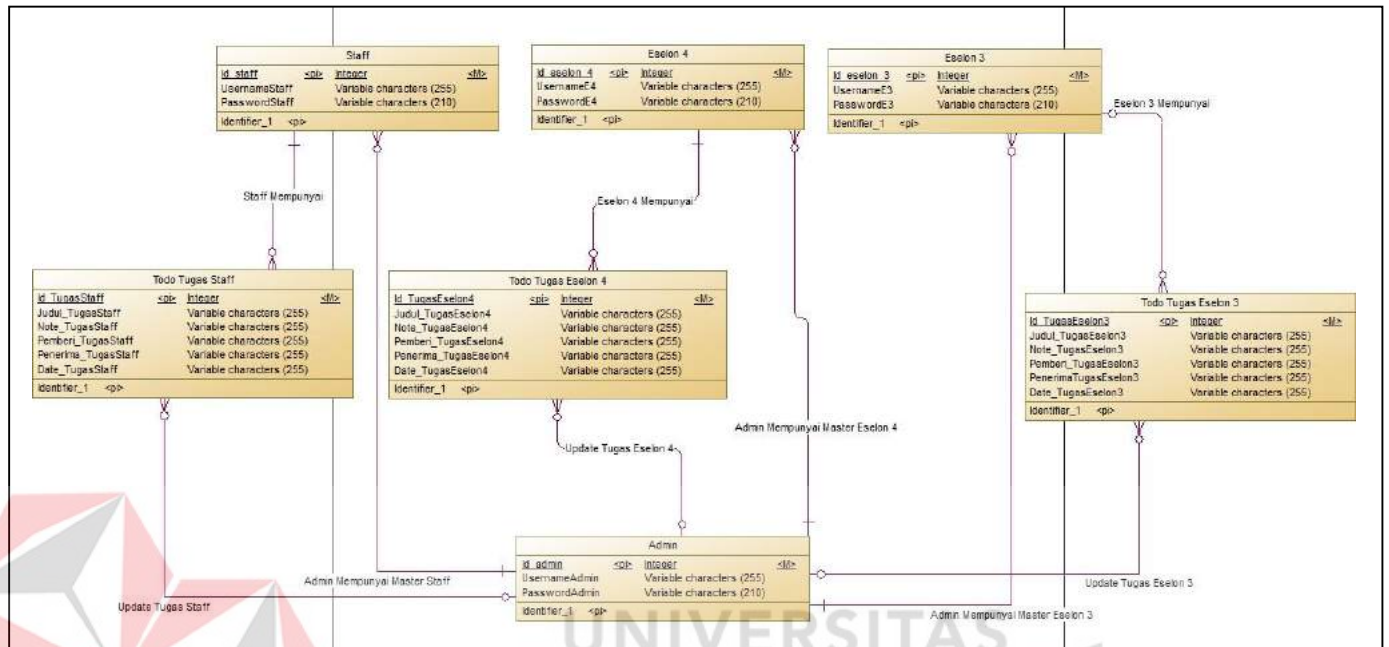 Staff
Id_staff <pi> Integer <M>
UsernameStaff Variable characters (255)
PasswordStaff Variable characters (210)
Identifier_1 <pi>
Eselon 4
Id_eselon_4 <pi> Integer <M>
UsernameE4 Variable characters (255)
PasswordE4 Variable characters (210)
Identifier_1 <pi>
Eselon 3
Id_eselon_3 <pi> Integer <M>
UsernameE3 Variable characters (255)
PasswordE3 Variable characters (210)
Identifier_1 <pi>
Eselon 3 Mempunyai
Staff Mempunyai
Eselon 4 Mempunyai
Todo Tugas Staff
Id_TugasStaff <pi> Integer <M>
Judul_TugasStaff Variable characters (255)
Note_TugasStaff Variable characters (255)
Pemberi_TugasStaff Variable characters (255)
Penerima_TugasStaff Variable characters (255)
Date_TugasStaff Variable characters (255)
Identifier_1 <pi>
Todo Tugas Eselon 4
Id_TugasEselon4 <pi> Integer <M>
Judul_TugasEselon4 Variable characters (255)
Note_TugasEselon4 Variable characters (255)
Pemberi_TugasEselon4 Variable characters (255)
Penerima_TugasEselon4 Variable characters (255)
Date_TugasEselon4 Variable characters (255)
Identifier_1 <pi>
Todo Tugas Eselon 3
Id_TugasEselon3 <pi> Integer <M>
Judul_TugasEselon3 Variable characters (255)
Note_TugasEselon3 Variable characters (255)
Pemberi_TugasEselon3 Variable characters (255)
PenerimaTugasEselon3 Variable characters (255)
Date_TugasEselon3 Variable characters (255)
Identifier_1 <pi>
Admin Mempunyai Master Eselon 4
Update Tugas Eselon 4
Admin
Id_admin <pi> Integer <M>
UsernameAdmin Variable characters (255)
PasswordAdmin Variable characters (210)
Identifier_1 <pi>
Admin Mempunyai Master Staff
Update Tugas Eselon 3
Update Tugas Staff
Admin Mempunyai Master Eselon 3
UNIVERSITAS